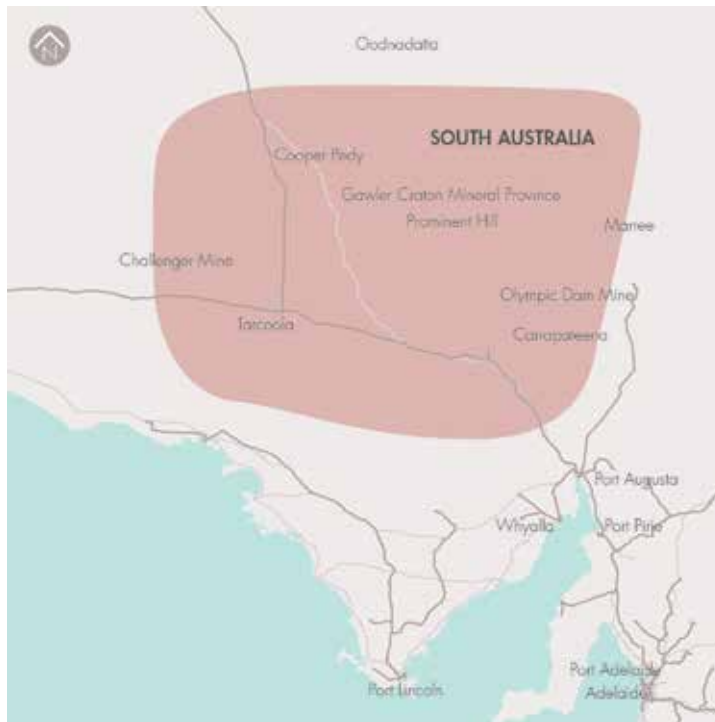 N
Oodnadatta
SOUTH AUSTRALIA
Cooper Pedy
Gawler Craton Mineral Province
Prominent Hill
Marree
Challenger Mine
Olympic Dam Mine
Tarcoola
Carrapateena
Port Augusta
Whyalla
Port Pirie
Port Adelaide
Adelaide
Port Lincoln